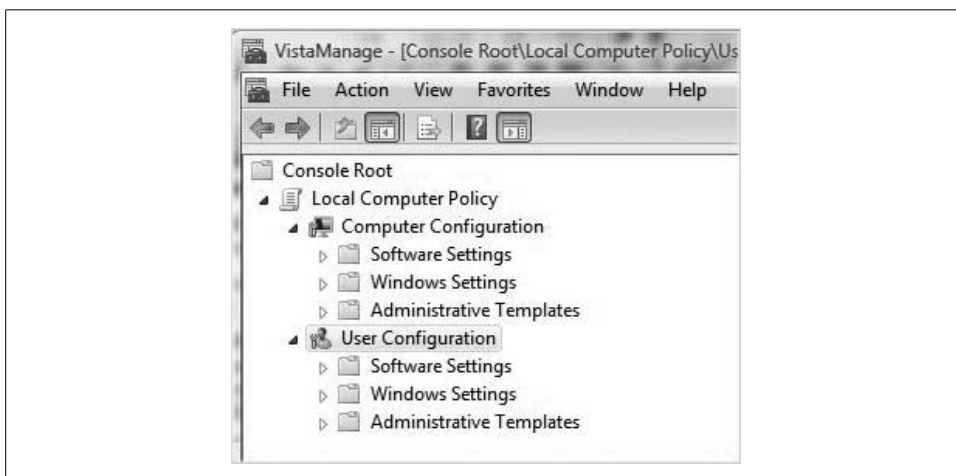 VistaManage - [Console Root\Local Computer Policy\Us
File Action View Favorites Window Help
Console Root
Local Computer Policy
Computer Configuration
Software Settings
Windows Settings
Administrative Templates
User Configuration
Software Settings
Windows Settings
Administrative Templates